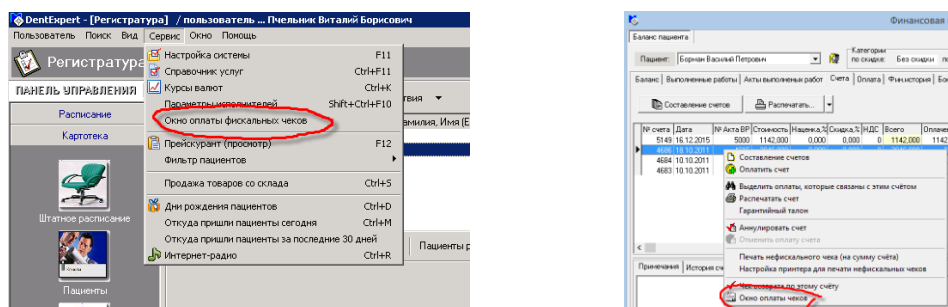 DentExpert - [Регистратура] / пользователь ... Пчельник Виталий Борисович
Пользователь Поиск Вид Сервис Окно Помощь
Регистратура
ПАНЕЛЬ УПРАВЛЕНИЯ
Расписание
Картотека
Штатное расписание
Пациенты
Настройка системы F11
Справочник услуг Ctrl+F11
Курсы валют Ctrl+K
Параметры исполнителей Shift+Ctrl+F10
Окно оплаты фискальных чеков
Прейскурант (просмотр) F12
Фильтр пациентов
Продажа товаров со склада Ctrl+S
Дни рождения пациентов Ctrl+D
Откуда пришли пациенты сегодня Ctrl+M
Откуда пришли пациенты за последние 30 дней
Интернет-радио Ctrl+R
твия
амилия, Имя (E
Пациенты р
Финансовая
Баланс пациента
Пациент: Борман Василий Петрович
Категории
по скидке: Без скидки по
Баланс Выполненные работы Акты выполненных работ Счета Оплата Фин.история Бон
Составление счетов Распечатать...
№ счета Дата № Акта ВР Стоимость Наценка,% Скидка,% НДС Всего Оплачен
5149 16.12.2015 5000 1142,000 0,000 0,000 0 1142,000 1142
4686 18.10.2011
4684 10.10.2011
4683 10.10.2011
Составление счетов
Оплатить счет
Выделить оплаты, которые связаны с этим счётом
Распечатать счет
Гарантийный талон
Аннулировать счет
Отменить оплату счета
Печать нефискального чека (на сумму счёта)
Настройка принтера для печати нефискальных чеков
Чек возврата по этому счёту
Окно оплаты чеков
Примечания История сч